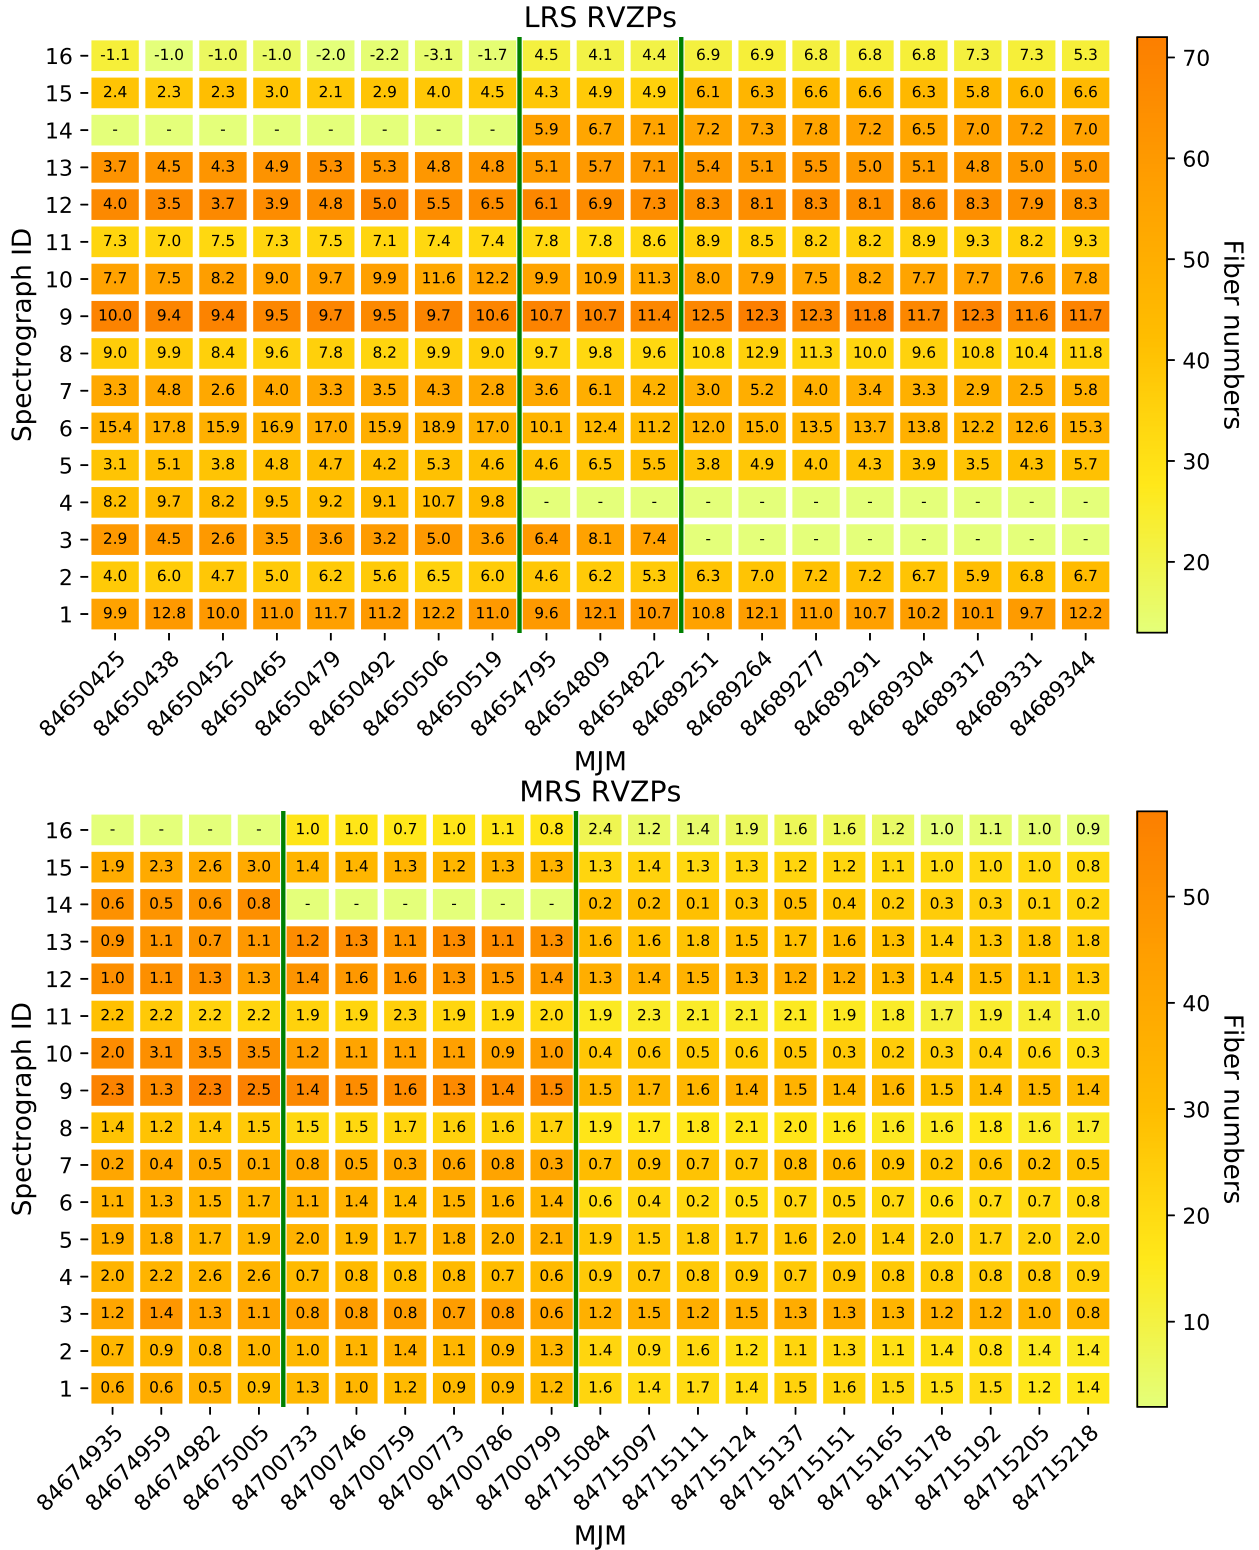 LRS RVZPs
16 -1.1 -1.0 -1.0 -1.0 -2.0 -2.2 -3.1 -1.7 4.5 4.1 4.4 6.9 6.9 6.8 6.8 6.8 7.3 7.3 5.3
15 2.4 2.3 2.3 3.0 2.1 2.9 4.0 4.5 4.3 4.9 4.9 6.1 6.3 6.6 6.6 6.3 5.8 6.0 6.6
14 - - - - - - - - 5.9 6.7 7.1 7.2 7.3 7.8 7.2 6.5 7.0 7.2 7.0
13 3.7 4.5 4.3 4.9 5.3 5.3 4.8 4.8 5.1 5.7 7.1 5.4 5.1 5.5 5.0 5.1 4.8 5.0 5.0
12 4.0 3.5 3.7 3.9 4.8 5.0 5.5 6.5 6.1 6.9 7.3 8.3 8.1 8.3 8.1 8.6 8.3 7.9 8.3
11 7.3 7.0 7.5 7.3 7.5 7.1 7.4 7.4 7.8 7.8 8.6 8.9 8.5 8.2 8.2 8.9 9.3 8.2 9.3
10 7.7 7.5 8.2 9.0 9.7 9.9 11.6 12.2 9.9 10.9 11.3 8.0 7.9 7.5 8.2 7.7 7.7 7.6 7.8
9 10.0 9.4 9.4 9.5 9.7 9.5 9.7 10.6 10.7 10.7 11.4 12.5 12.3 12.3 11.8 11.7 12.3 11.6 11.7
8 9.0 9.9 8.4 9.6 7.8 8.2 9.9 9.0 9.7 9.8 9.6 10.8 12.9 11.3 10.0 9.6 10.8 10.4 11.8
7 3.3 4.8 2.6 4.0 3.3 3.5 4.3 2.8 3.6 6.1 4.2 3.0 5.2 4.0 3.4 3.3 2.9 2.5 5.8
6 15.4 17.8 15.9 16.9 17.0 15.9 18.9 17.0 10.1 12.4 11.2 12.0 15.0 13.5 13.7 13.8 12.2 12.6 15.3
5 3.1 5.1 3.8 4.8 4.7 4.2 5.3 4.6 4.6 6.5 5.5 3.8 4.9 4.0 4.3 3.9 3.5 4.3 5.7
4 8.2 9.7 8.2 9.5 9.2 9.1 10.7 9.8 - - - - - - - - - - -
3 2.9 4.5 2.6 3.5 3.6 3.2 5.0 3.6 6.4 8.1 7.4 - - - - - - - -
2 4.0 6.0 4.7 5.0 6.2 5.6 6.5 6.0 4.6 6.2 5.3 6.3 7.0 7.2 7.2 6.7 5.9 6.8 6.7
1 9.9 12.8 10.0 11.0 11.7 11.2 12.2 11.0 9.6 12.1 10.7 10.8 12.1 11.0 10.7 10.2 10.1 9.7 12.2
Spectrograph ID
84650425 84650438 84650452 84650465 84650479 84650492 84650506 84650519 84654795 84654809 84654822 84689251 84689264 84689277 84689291 84689304 84689317 84689331 84689344
MJM
70
60
50
40
30
20
Fiber numbers
MRS RVZPs
16 - - - - 1.0 1.0 0.7 1.0 1.1 0.8 2.4 1.2 1.4 1.9 1.6 1.6 1.2 1.0 1.1 1.0 0.9
15 1.9 2.3 2.6 3.0 1.4 1.4 1.3 1.2 1.3 1.3 1.3 1.4 1.3 1.3 1.2 1.2 1.1 1.0 1.0 1.0 0.8
14 0.6 0.5 0.6 0.8 - - - - - - 0.2 0.2 0.1 0.3 0.5 0.4 0.2 0.3 0.3 0.1 0.2
13 0.9 1.1 0.7 1.1 1.2 1.3 1.1 1.3 1.1 1.3 1.6 1.6 1.8 1.5 1.7 1.6 1.3 1.4 1.3 1.8 1.8
12 1.0 1.1 1.3 1.3 1.4 1.6 1.6 1.3 1.5 1.4 1.3 1.4 1.5 1.3 1.2 1.2 1.3 1.4 1.5 1.1 1.3
11 2.2 2.2 2.2 2.2 1.9 1.9 2.3 1.9 1.9 2.0 1.9 2.3 2.1 2.1 2.1 1.9 1.8 1.7 1.9 1.4 1.0
10 2.0 3.1 3.5 3.5 1.2 1.1 1.1 1.1 0.9 1.0 0.4 0.6 0.5 0.6 0.5 0.3 0.2 0.3 0.4 0.6 0.3
9 2.3 1.3 2.3 2.5 1.4 1.5 1.6 1.3 1.4 1.5 1.5 1.7 1.6 1.4 1.5 1.4 1.6 1.5 1.4 1.5 1.4
8 1.4 1.2 1.4 1.5 1.5 1.5 1.7 1.6 1.6 1.7 1.9 1.7 1.8 2.1 2.0 1.6 1.6 1.6 1.8 1.6 1.7
7 0.2 0.4 0.5 0.1 0.8 0.5 0.3 0.6 0.8 0.3 0.7 0.9 0.7 0.7 0.8 0.6 0.9 0.2 0.6 0.2 0.5
6 1.1 1.3 1.5 1.7 1.1 1.4 1.4 1.5 1.6 1.4 0.6 0.4 0.2 0.5 0.7 0.5 0.7 0.6 0.7 0.7 0.8
5 1.9 1.8 1.7 1.9 2.0 1.9 1.7 1.8 2.0 2.1 1.9 1.5 1.8 1.7 1.6 2.0 1.4 2.0 1.7 2.0 2.0
4 2.0 2.2 2.6 2.6 0.7 0.8 0.8 0.8 0.7 0.6 0.9 0.7 0.8 0.9 0.7 0.9 0.8 0.8 0.8 0.8 0.9
3 1.2 1.4 1.3 1.1 0.8 0.8 0.8 0.7 0.8 0.6 1.2 1.5 1.2 1.5 1.3 1.3 1.3 1.2 1.2 1.0 0.8
2 0.7 0.9 0.8 1.0 1.0 1.1 1.4 1.1 0.9 1.3 1.4 0.9 1.6 1.2 1.1 1.3 1.1 1.4 0.8 1.4 1.4
1 0.6 0.6 0.5 0.9 1.3 1.0 1.2 0.9 0.9 1.2 1.6 1.4 1.7 1.4 1.5 1.6 1.5 1.5 1.5 1.2 1.4
Spectrograph ID
84674935 84674959 84674982 84675005 84700733 84700746 84700759 84700773 84700786 84700799 84715084 84715097 84715111 84715124 84715137 84715151 84715165 84715178 84715192 84715205 84715218
MJM
50
40
30
20
10
Fiber numbers